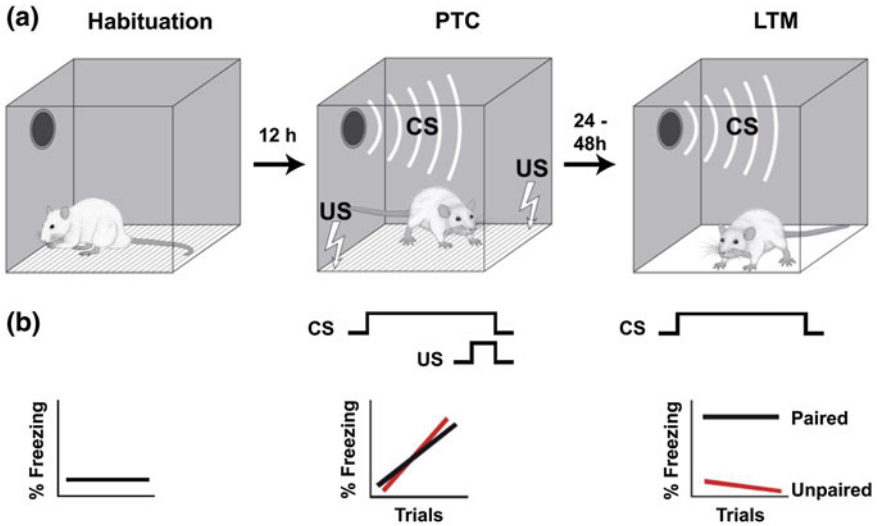 (a)
Habituation
PTC
LTM
12 h
CS
US
US
24 -
48h
CS
(b)
CS
US
CS
% Freezing
% Freezing
Trials
% Freezing
Paired
Unpaired
Trials